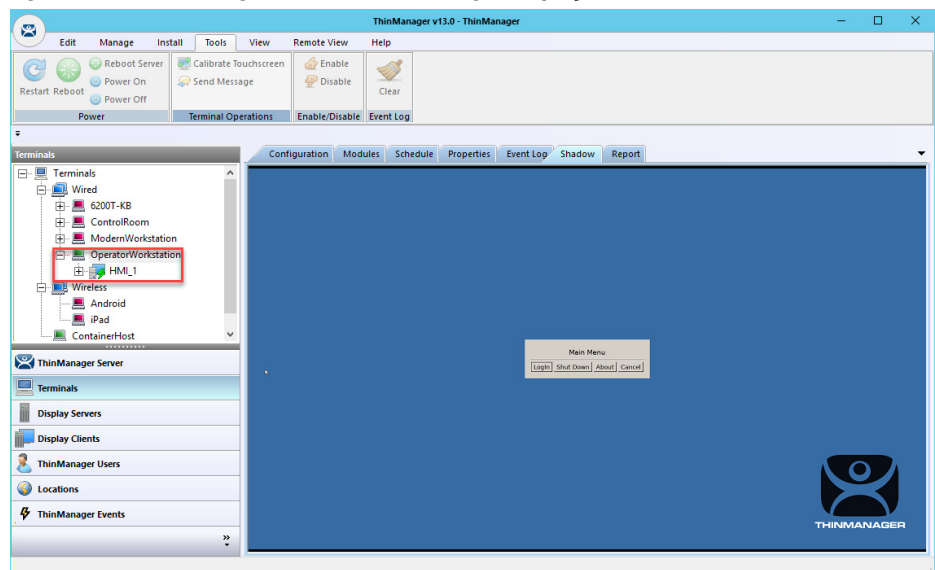 ThinManager v13.0 - ThinManager
Edit Manage Install Tools View Remote View Help
Restart Reboot Reboot Server Power On Power Off
Calibrate Touchscreen
Send Message
Enable
Disable
Clear
Power Terminal Operations Enable/Disable Event Log
Terminals
Configuration Modules Schedule Properties Event Log Shadow Report
Terminals
Wired
6200T-KB
ControlRoom
ModernWorkstation
OperatorWorkstation
HMI_1
Wireless
Android
iPad
ContainerHost
ThinManager Server
Terminals
Display Servers
Display Clients
ThinManager Users
Locations
ThinManager Events
Main Menu
Login Shut Down About Cancel
THINMANAGER